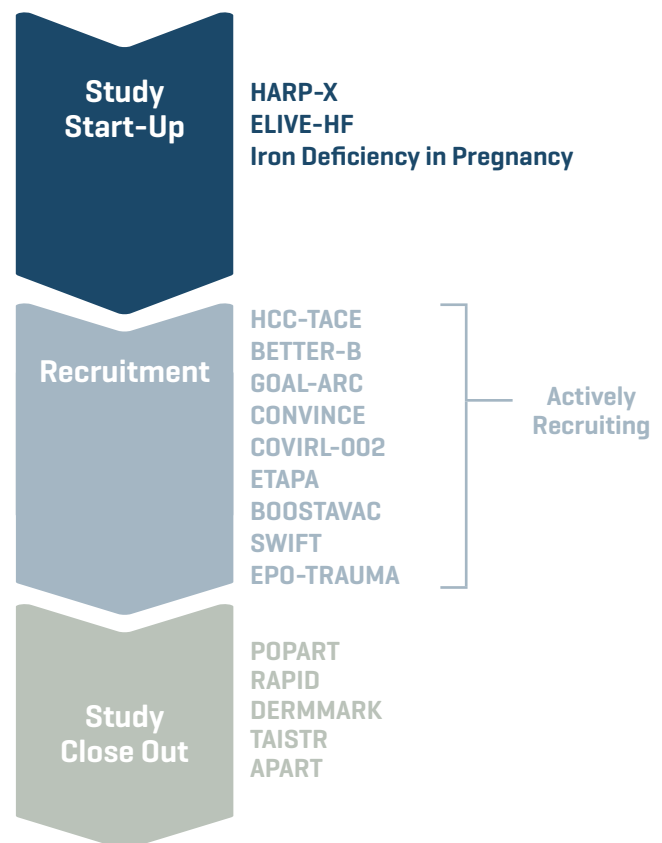 Study
Start-Up
HARP-X
ELIVE-HF
Iron Deficiency in Pregnancy
Recruitment
HCC-TACE
BETTER-B
GOAL-ARC
CONVINCE
COVIRL-002
ETAPA
BOOSTAVAC
SWIFT
EPO-TRAUMA
Actively
Recruiting
Study
Close Out
POPART
RAPID
DERMMARK
TAISTR
APART